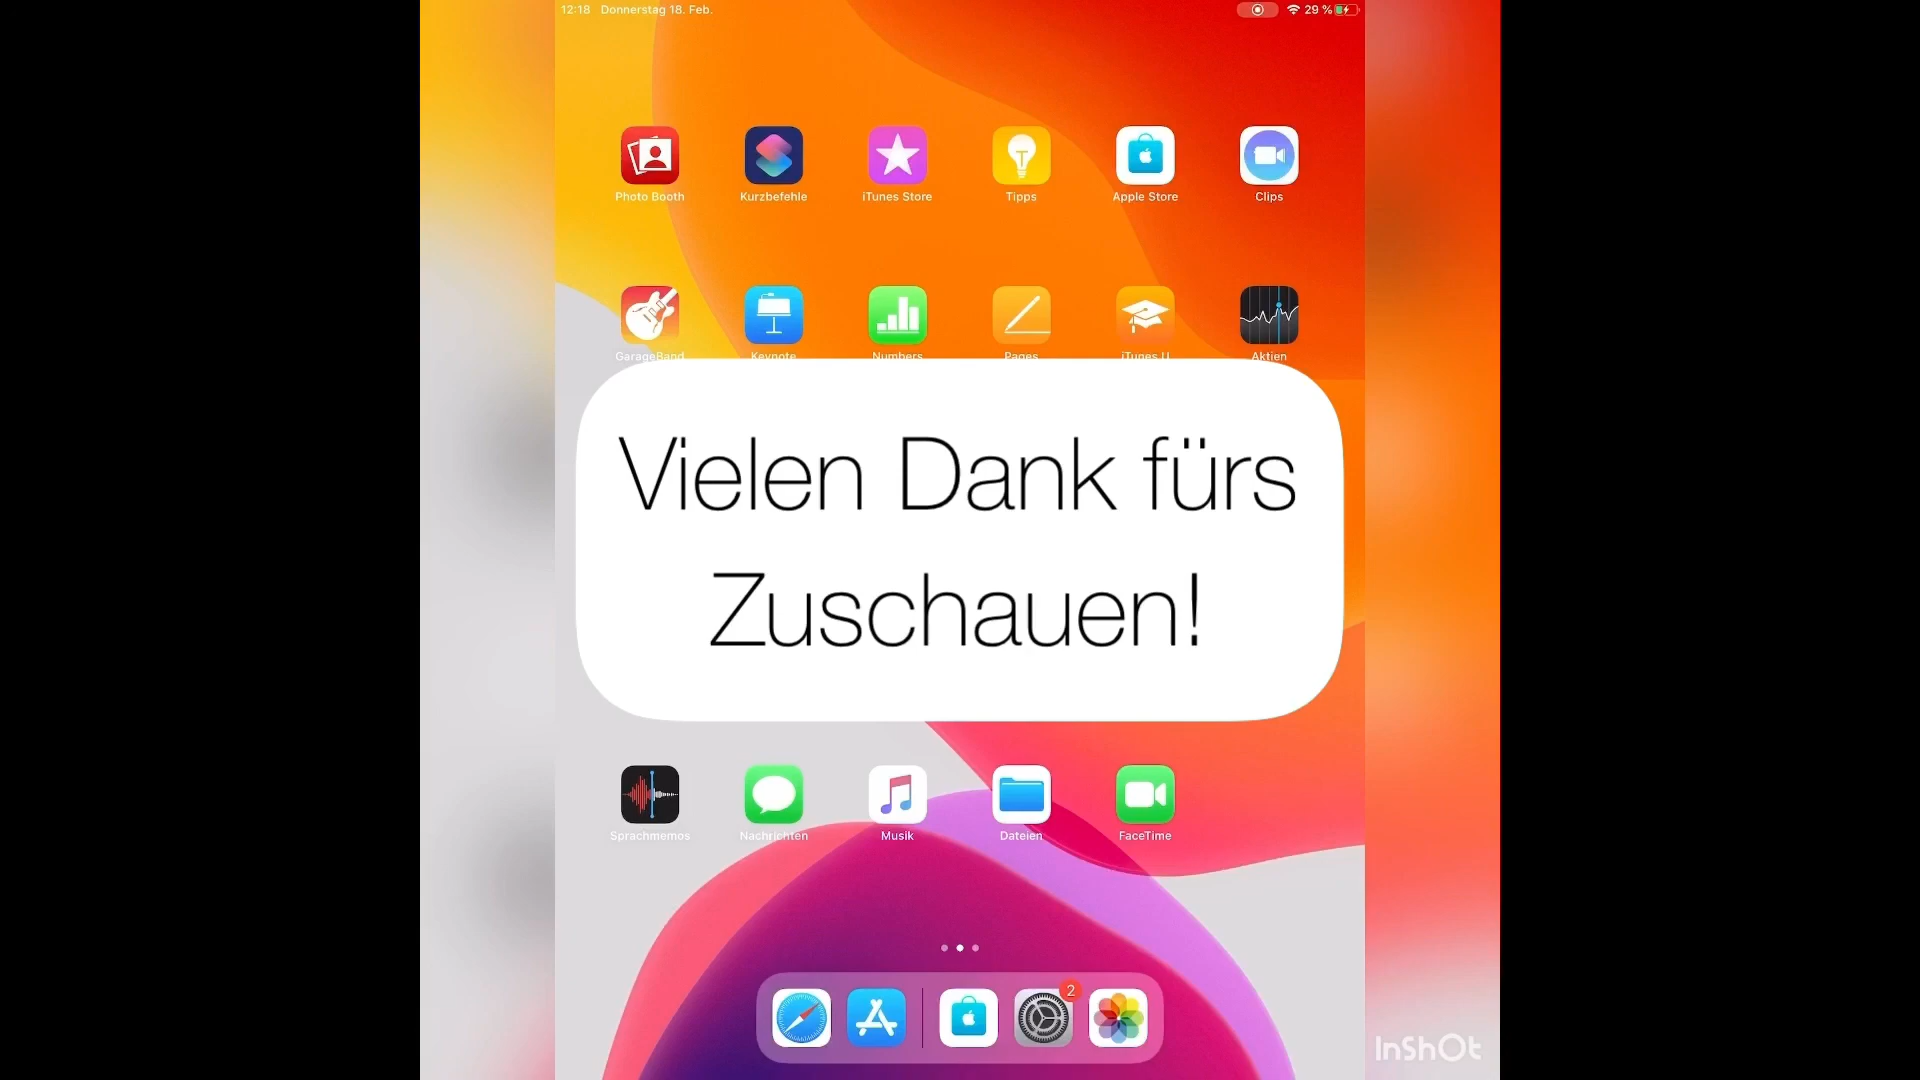 12:18 Donnerstag 18. Feb. 29 %
Photo Booth Kurzbefehle iTunes Store Tipps Apple Store Clips
GarageBand Keynote Numbers Pages iTunes U Aktien
Vielen Dank fürs
Zuschauen!
Sprachmemos Nachrichten Musik Dateien FaceTime
2
InShOt